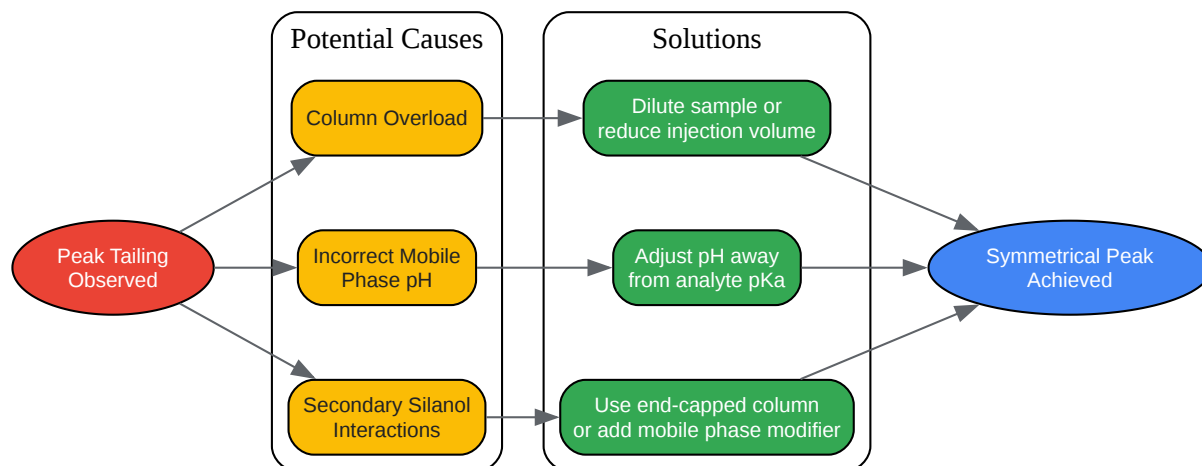 Potential Causes
Solutions
Column Overload
Dilute sample or
reduce injection volume
Peak Tailing
Observed
Incorrect Mobile
Phase pH
Adjust pH away
from analyte pKa
Symmetrical Peak
Achieved
Secondary Silanol
Interactions
Use end-capped column
or add mobile phase modifier